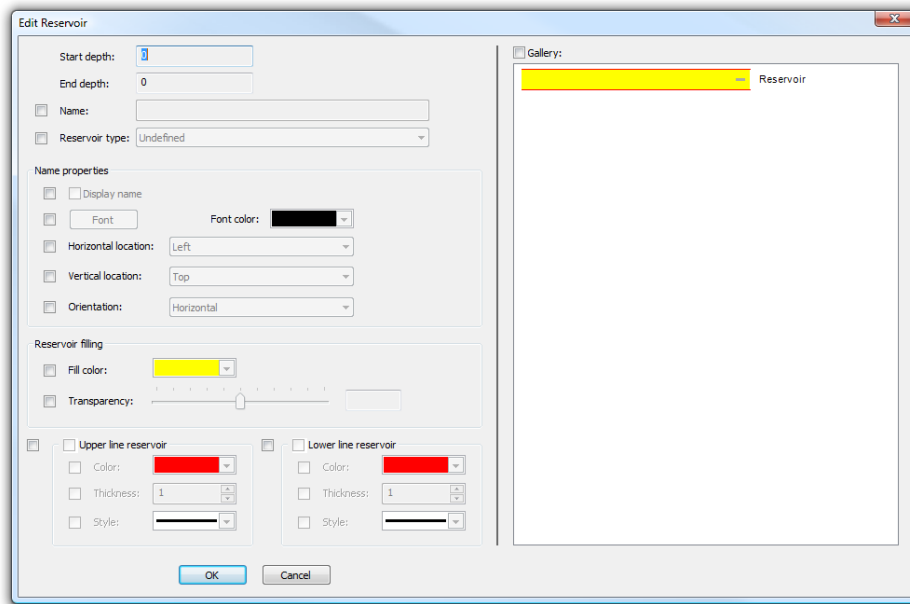 Edit Reservoir
Start depth: 0
End depth: 0
Name:
Reservoir type: Undefined
Name properties
Display name
Font Font color:
Horizontal location: Left
Vertical location: Top
Orientation: Horizontal
Reservoir filling
Fill color:
Transparency:
Upper line reservoir
Color:
Thickness: 1
Style:
Lower line reservoir
Color:
Thickness: 1
Style:
OK Cancel
Gallery:
Reservoir